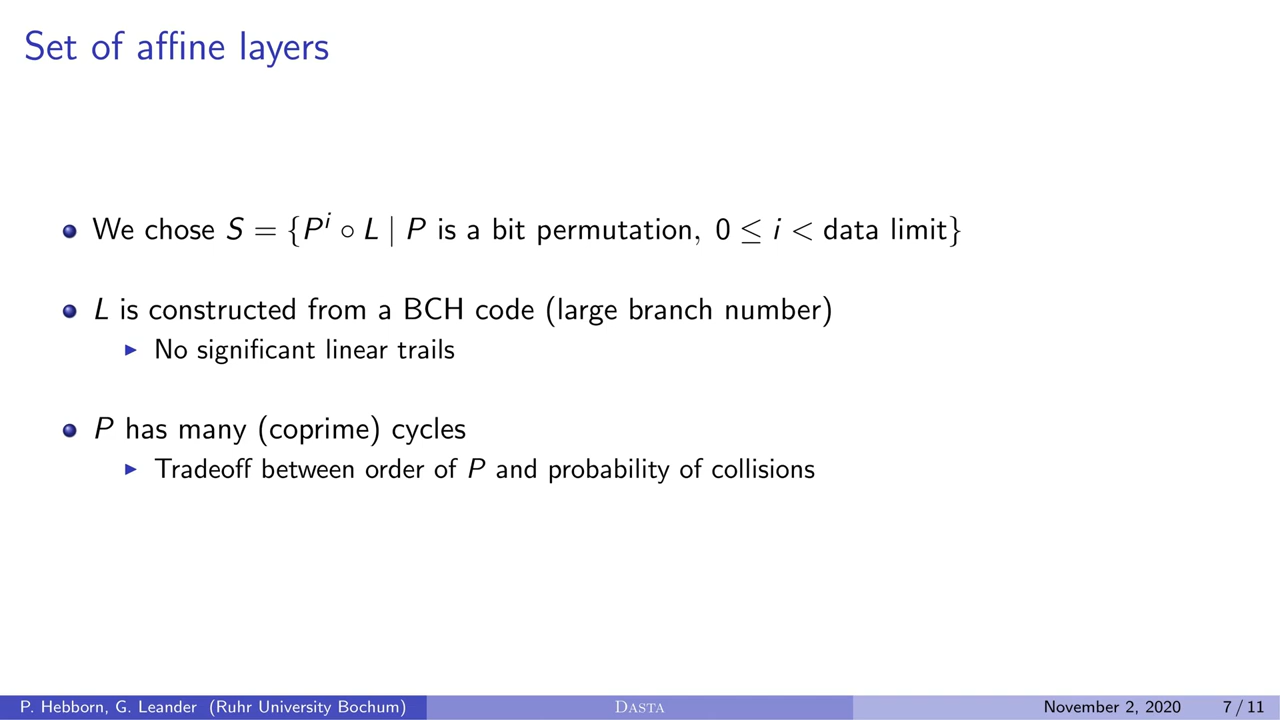 Set of affine layers
We chose S = {Pⁱ ∘ L | P is a bit permutation, 0 ≤ i < data limit}
L is constructed from a BCH code (large branch number)
No significant linear trails
P has many (coprime) cycles
Tradeoff between order of P and probability of collisions
P. Hebborn, G. Leander (Ruhr University Bochum) Dasta November 2, 2020 7 / 11